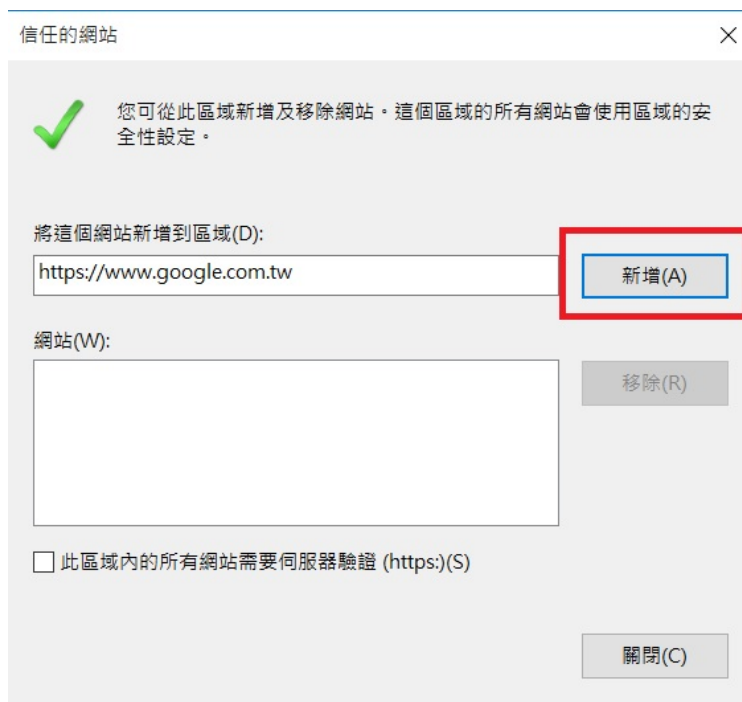 信任的網站
您可從此區域新增及移除網站。這個區域的所有網站會使用區域的安
全性設定。
將這個網站新增到區域(D):
https://www.google.com.tw
新增(A)
網站(W):
移除(R)
此區域內的所有網站需要伺服器驗證 (https:)(S)
關閉(C)